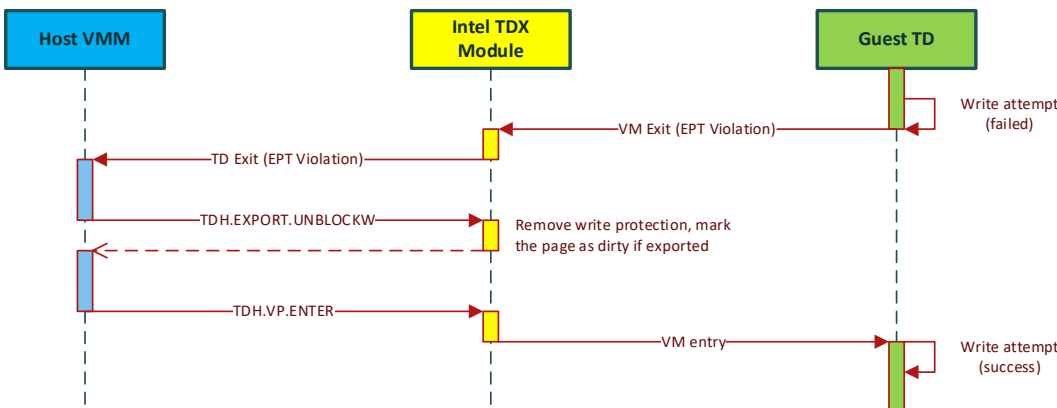 Host VMM
Intel TDX
Module
Guest TD
Write attempt
(failed)
VM Exit (EPT Violation)
TD Exit (EPT Violation)
TDH.EXPORT.UNBLOCKW
Remove write protection, mark
the page as dirty if exported
TDH.VP.ENTER
VM entry
Write attempt
(success)